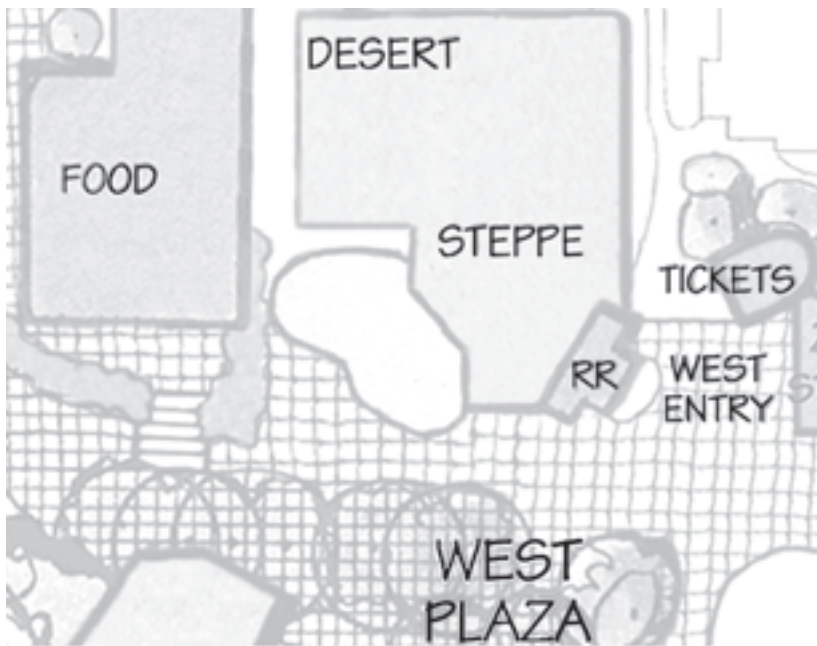 DESERT
FOOD
STEPPE
TICKETS
RR
WEST
ENTRY
WEST
PLAZA